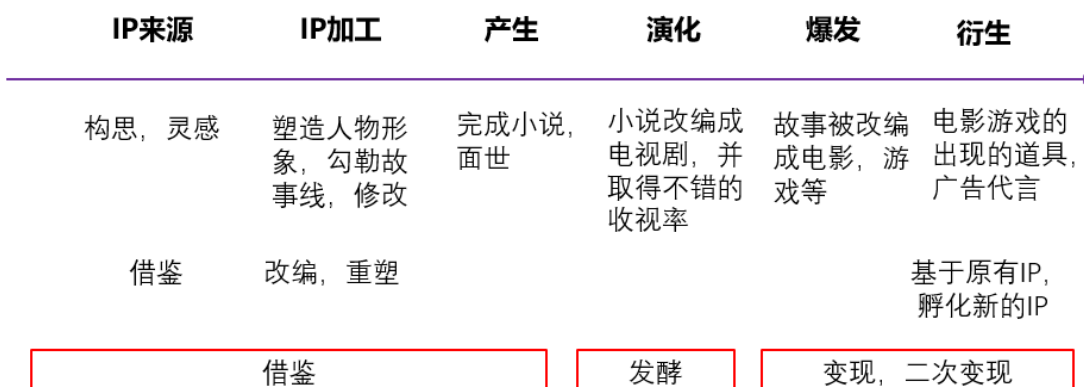 IP来源 IP加工 产生 演化 爆发 衍生
构思，灵感
塑造人物形
象，勾勒故
事线，修改
完成小说，
面世
小说改编成
电视剧，并
取得不错的
收视率
故事被改编
成电影，游
戏等
电影游戏的
出现的道具，
广告代言
借鉴
改编，重塑
基于原有IP，
孵化新的IP
借鉴 发酵 变现，二次变现